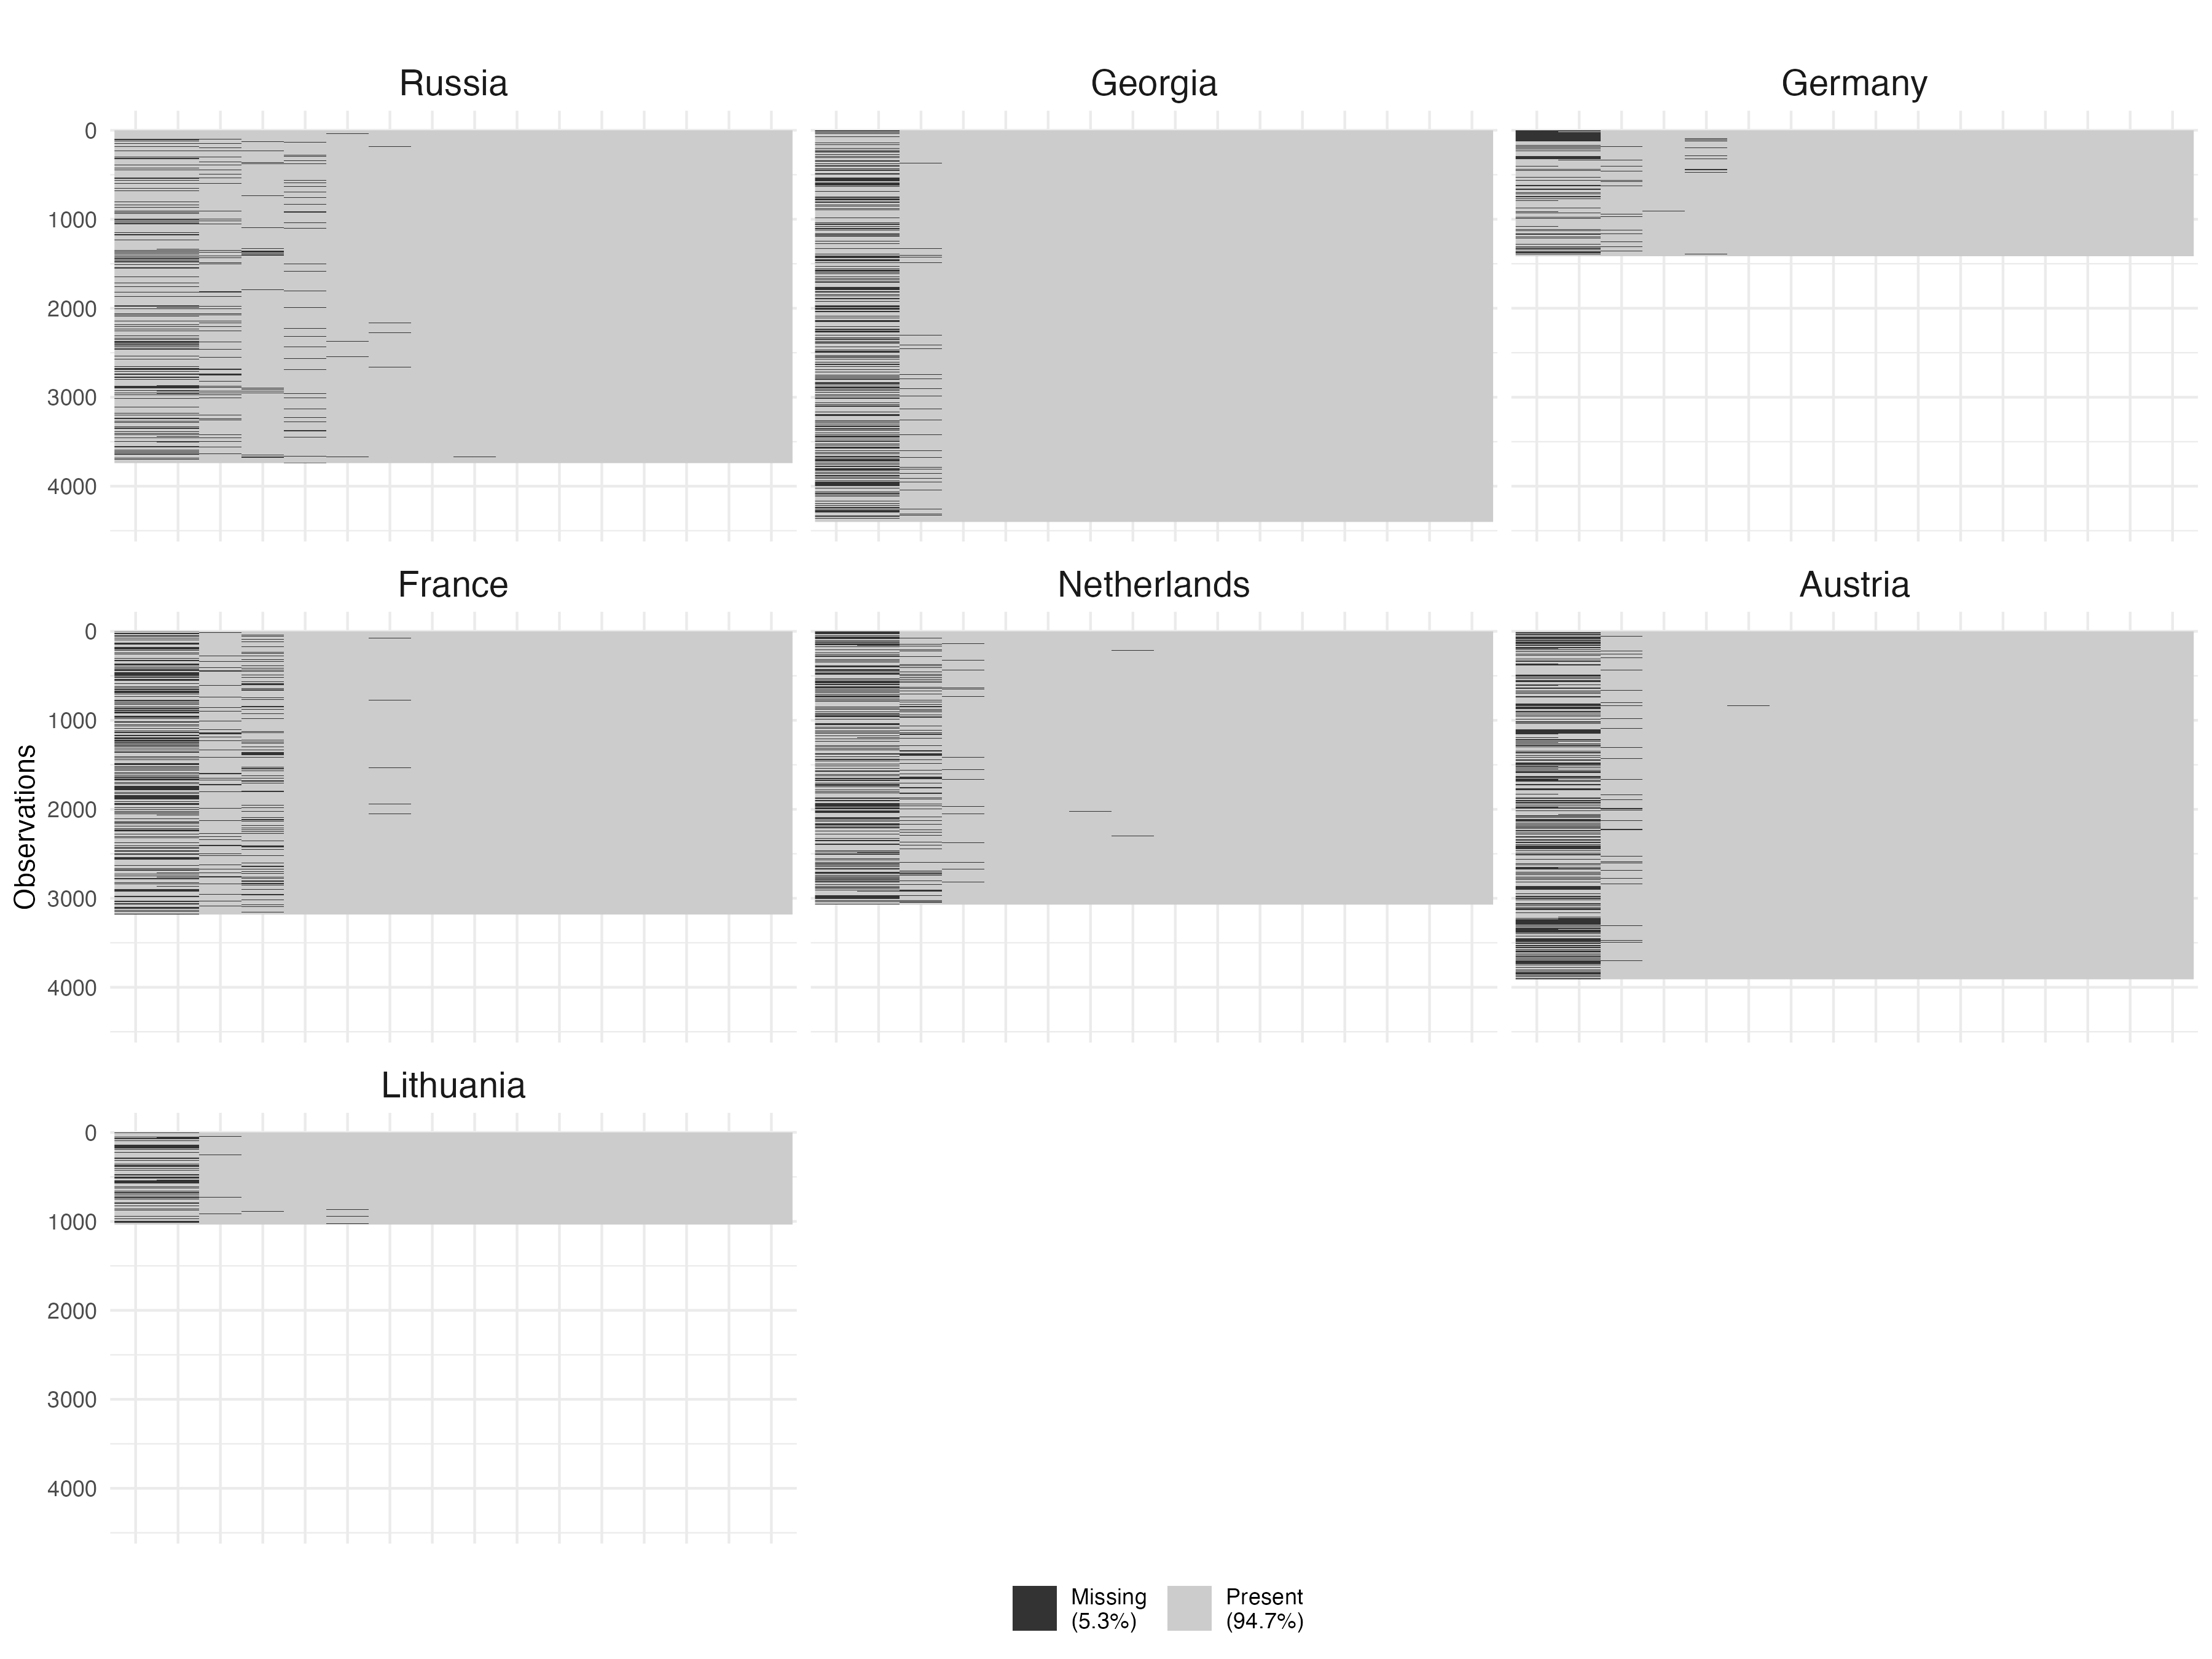 Russia
Georgia
Germany
0
1000
2000
3000
4000
France
Netherlands
Austria
0
1000
2000
3000
4000
Observations
Lithuania
0
1000
2000
3000
4000
Missing
(5.3%)
Present
(94.7%)